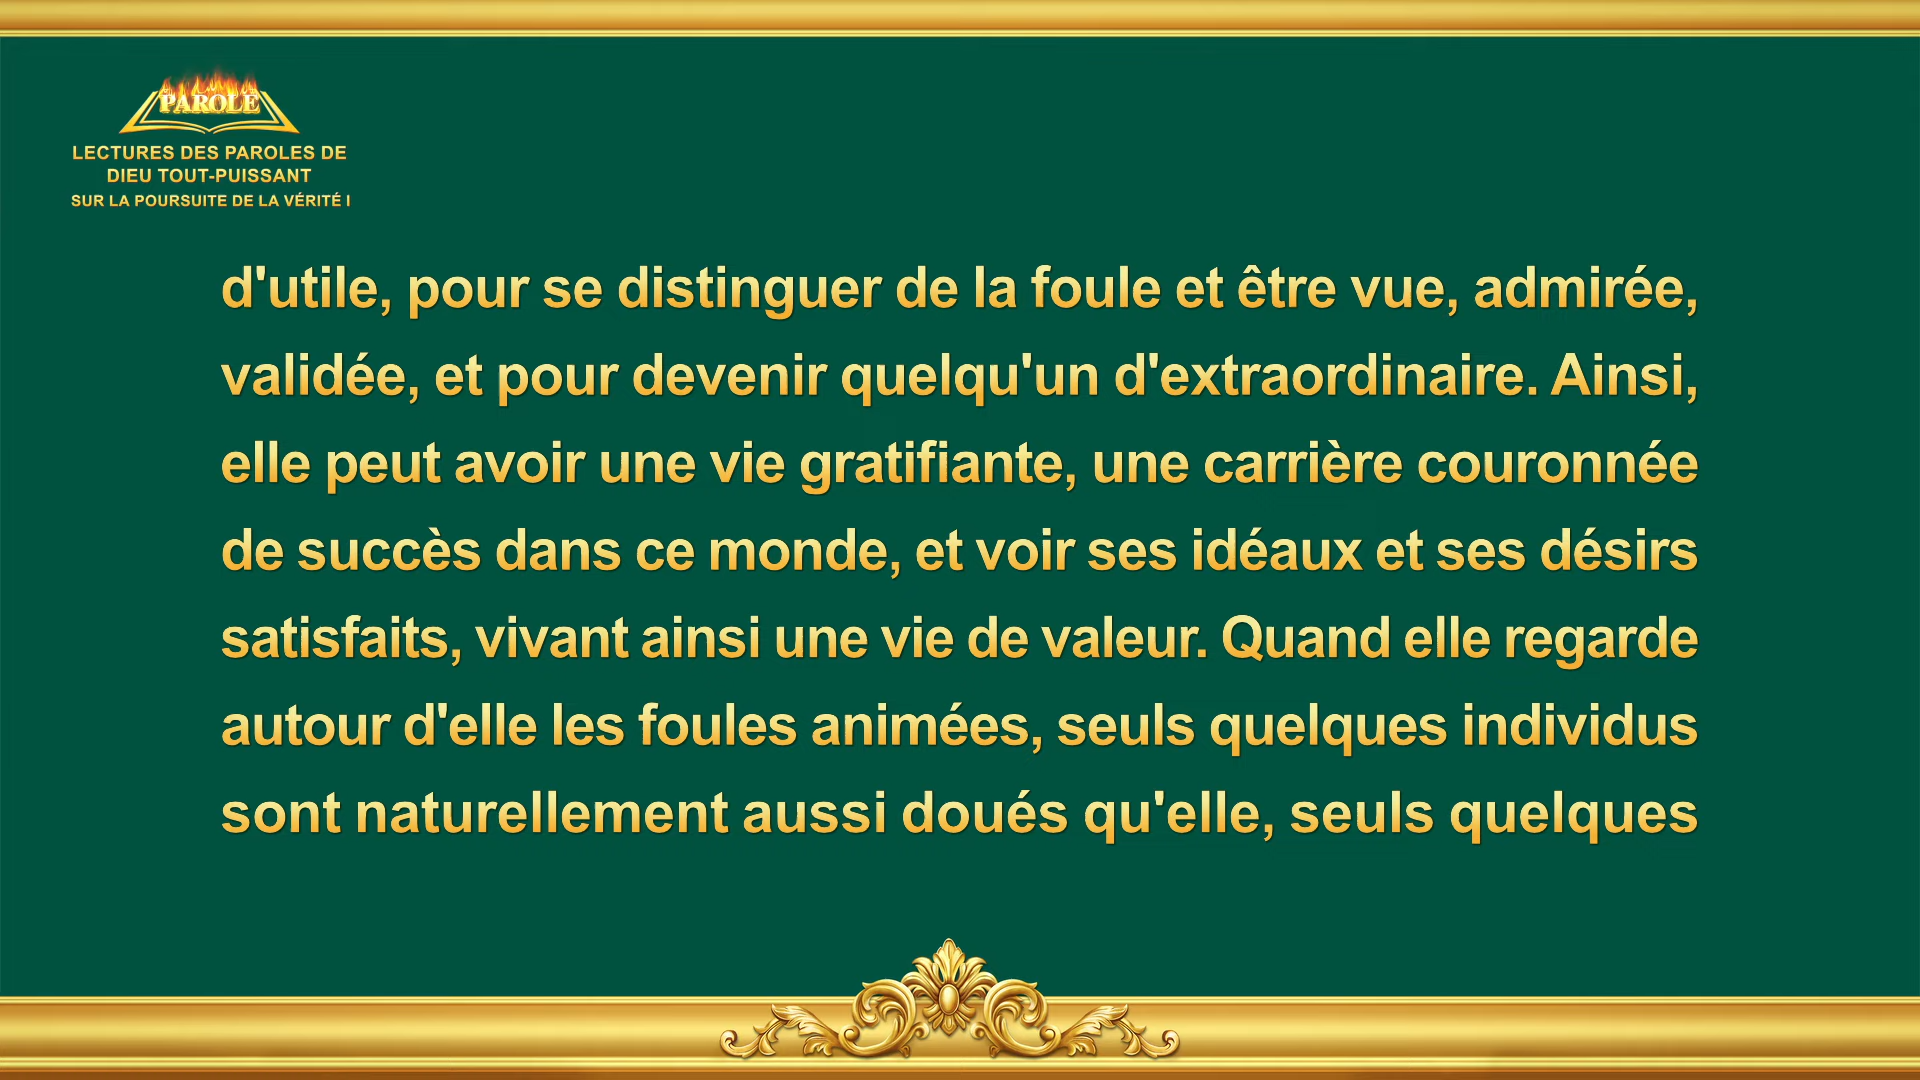 PAROLE
LECTURES DES PAROLES DE
DIEU TOUT-PUISSANT
SUR LA POURSUITE DE LA VÉRITÉ I
d'utile, pour se distinguer de la foule et être vue, admirée,
validée, et pour devenir quelqu'un d'extraordinaire. Ainsi,
elle peut avoir une vie gratifiante, une carrière couronnée
de succès dans ce monde, et voir ses idéaux et ses désirs
satisfaits, vivant ainsi une vie de valeur. Quand elle regarde
autour d'elle les foules animées, seuls quelques individus
sont naturellement aussi doués qu'elle, seuls quelques